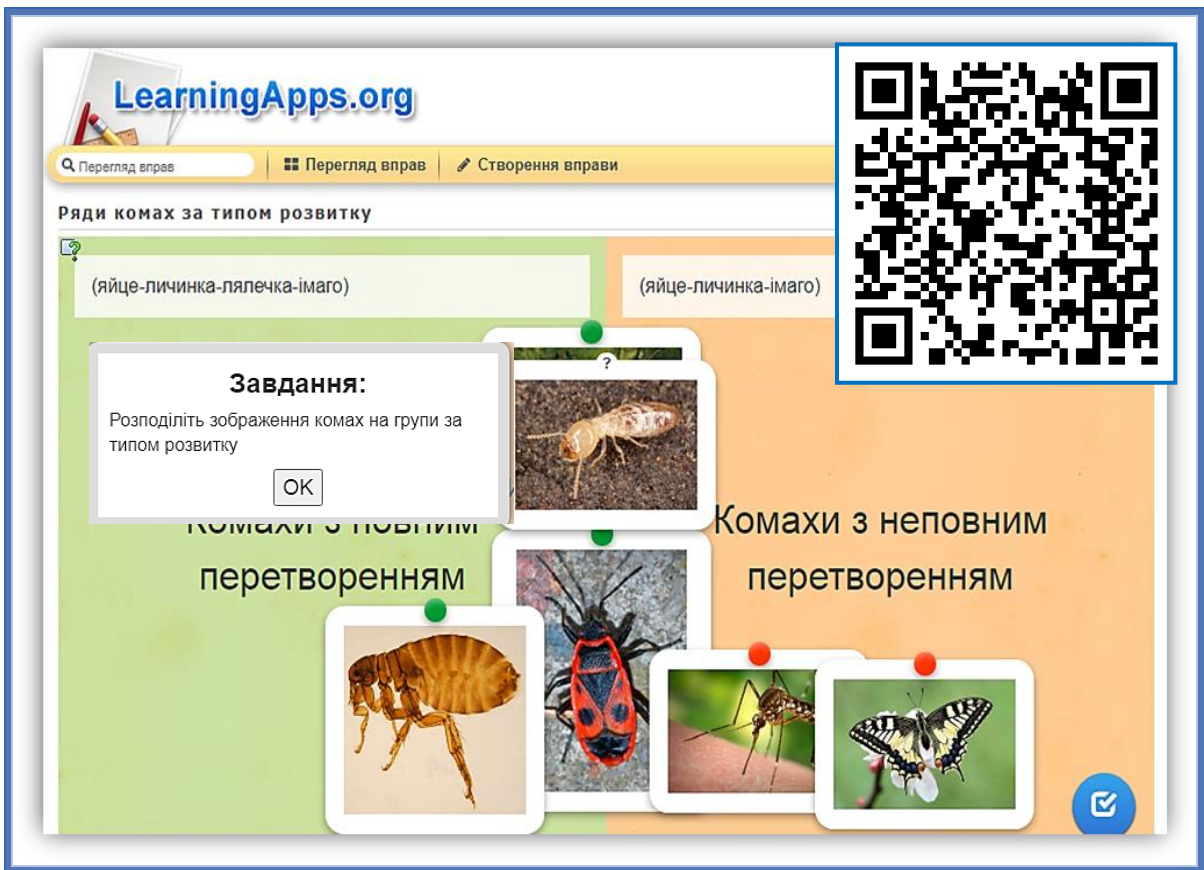 LearningApps.org
Перегляд вправ
Перегляд вправ
Створення вправи
Ряди комах за типом розвитку
(яйце-личинка-лялечка-імаго)
(яйце-личинка-імаго)
?
Завдання:
Розподіліть зображення комах на групи за
типом розвитку
OK
Комахи з повним
перетворенням
Комахи з неповним
перетворенням